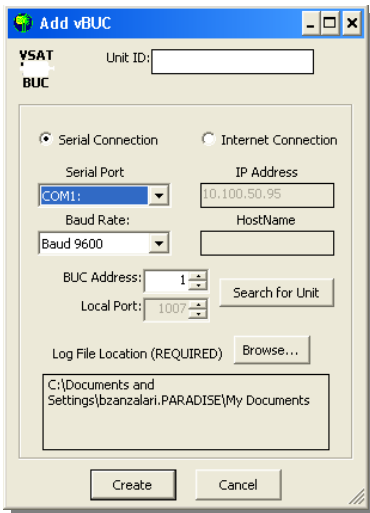 Add vBUC
VSAT
BUC
Unit ID:
Serial Connection
Internet Connection
Serial Port
IP Address
COM1:
10.100.50.95
Baud Rate:
HostName
Baud 9600
BUC Address:
1
Search for Unit
Local Port:
1007
Log File Location (REQUIRED)
Browse...
C:\Documents and
Settings\bzanzalari.PARADISE\My Documents
Create
Cancel